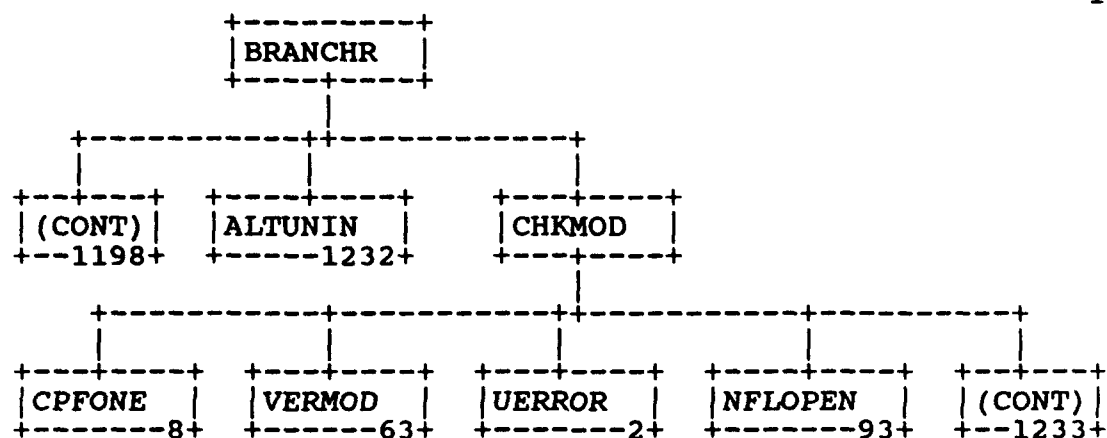 BRANCHR
(CONT) ALTUNIN CHKMOD
1198 1232
CPFONE VERMOD UERROR NFLOPEN (CONT)
8 63 2 93 1233